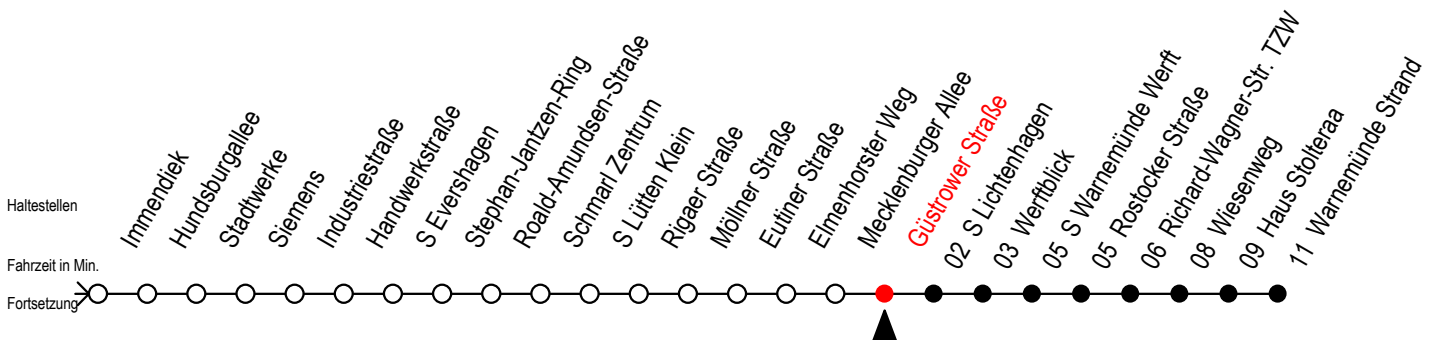 Haltestellen
Fahrzeit in Min.
Fortsetzung
Immendiek
Hundsburgallee
Stadtwerke
Siemens
Industriestraße
Handwerkstraße
S Evershagen
Stephan-Jantzen-Ring
Roald-Amundsen-Straße
Schmarl Zentrum
S Lütten Klein
Rigaer Straße
Möllner Straße
Eutiner Straße
Elmenhorster Weg
Mecklenburger Allee
Güstrower Straße
02 S Lichtenhagen
03 Werftblick
05 S Warnemünde Werft
05 Rostocker Straße
06 Richard-Wagner-Str. TZW
08 Wiesenweg
09 Haus Stolteraa
11 Warnemünde Strand